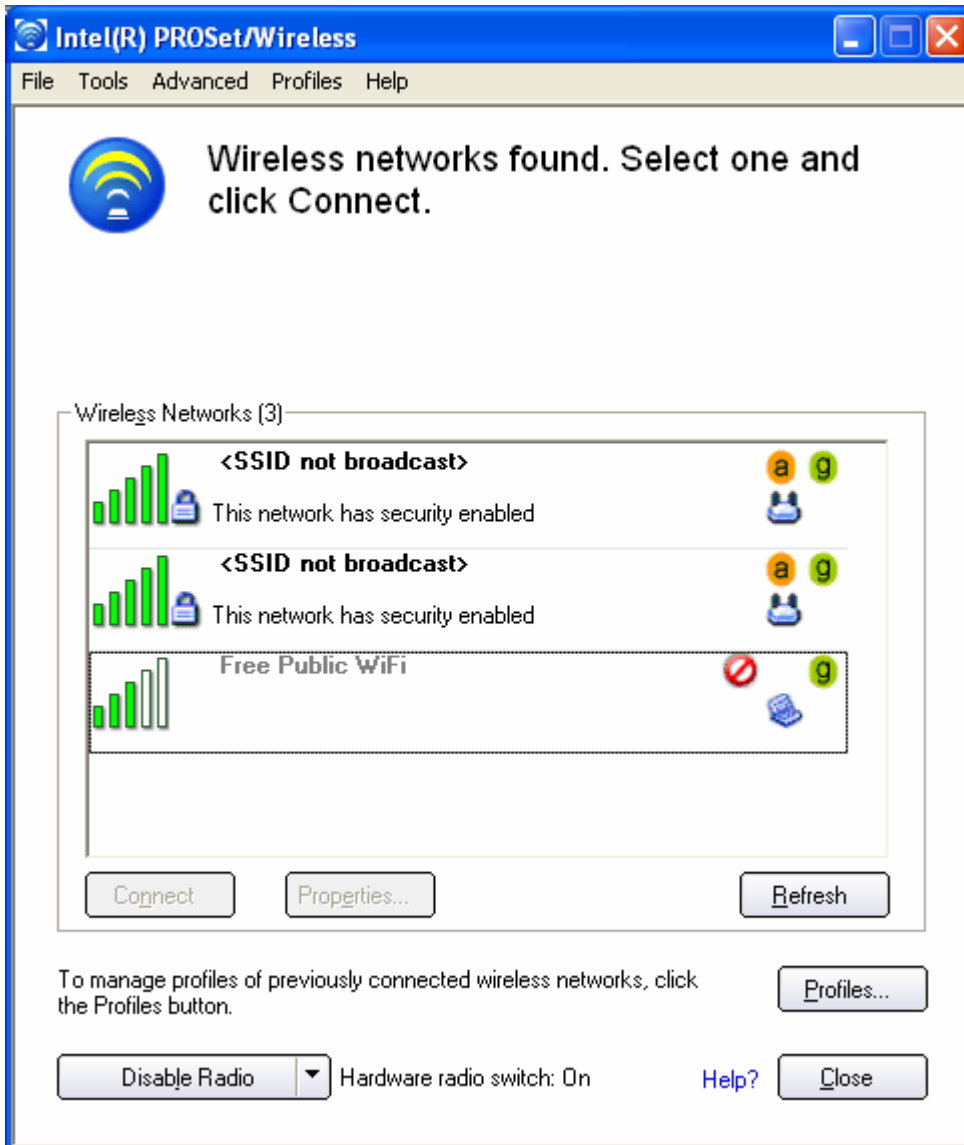 Intel(R) PROSet/Wireless
File Tools Advanced Profiles Help
Wireless networks found. Select one and
click Connect.
Wireless Networks (3)
<SSID not broadcast>
a g
This network has security enabled
<SSID not broadcast>
a g
This network has security enabled
Free Public WiFi
g
Connect Properties... Refresh
To manage profiles of previously connected wireless networks, click
the Profiles button.
Profiles...
Disable Radio Hardware radio switch: On Help? Close